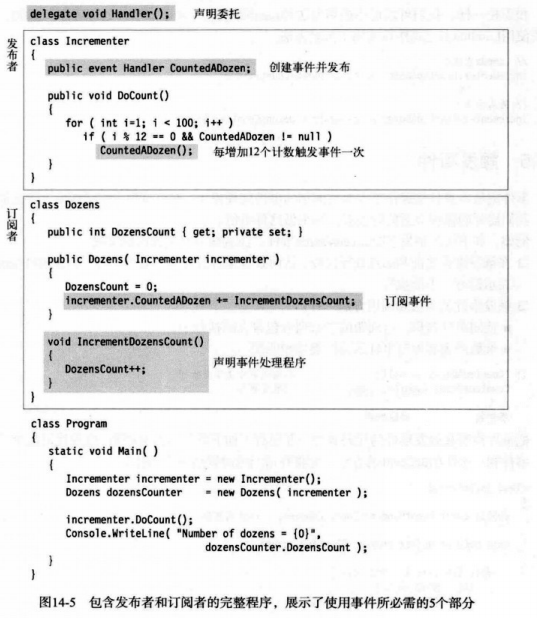 delegate void Handler(); 声明委托
发布者
class Incrementer
{
public event Handler CountedADozen; 创建事件并发布
public void DoCount()
{
for ( int i=1; i < 100; i++ )
if ( i % 12 == 0 && CountedADozen != null )
CountedADozen(); 每增加12个计数触发事件一次
}
}
订阅者
class Dozens
{
public int DozensCount { get; private set; }
public Dozens( Incrementer incrementer )
{
DozensCount = 0;
incrementer.CountedADozen += IncrementDozensCount; 订阅事件
}
void IncrementDozensCount()
{
DozensCount++;
}
声明事件处理程序
}
class Program
{
static void Main( )
{
Incrementer incrementer = new Incrementer();
Dozens dozensCounter = new Dozens( incrementer );
incrementer.DoCount();
Console.WriteLine( "Number of dozens = {0}",
dozensCounter.DozensCount );
}
}
图14-5 包含发布者和订阅者的完整程序，展示了使用事件所必需的5个部分